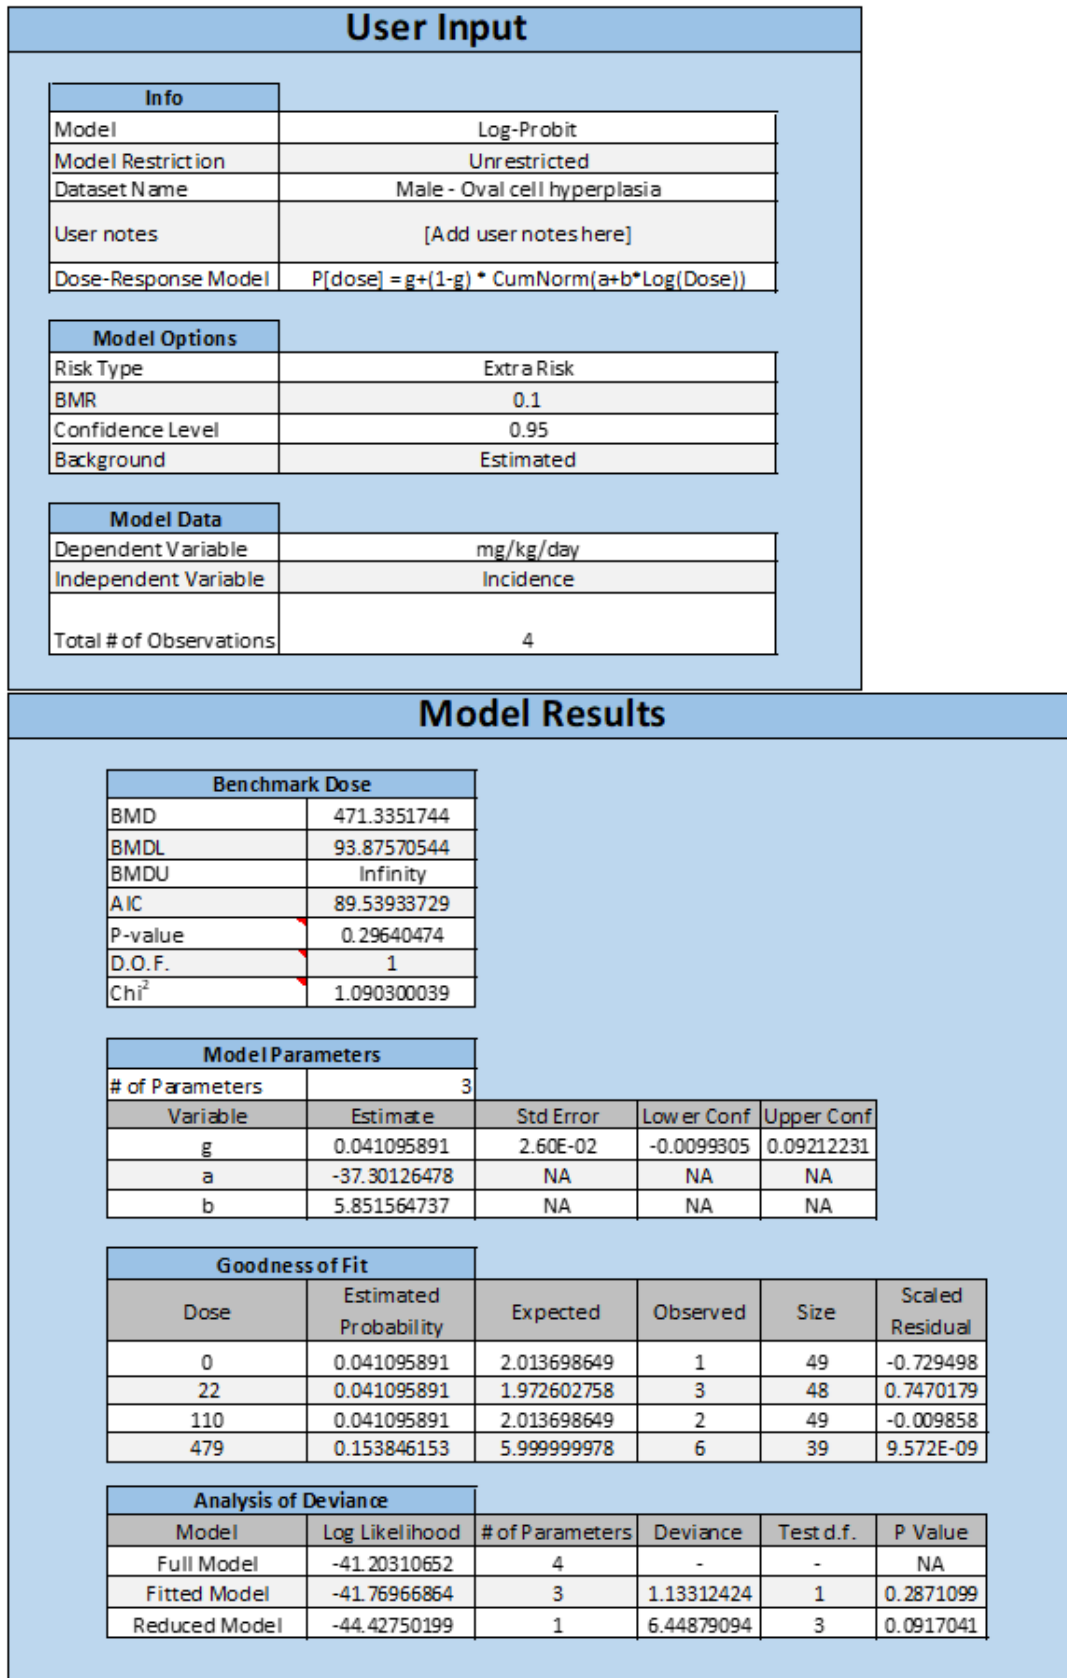 User Input
Info
Model Log-Probit
Model Restriction Unrestricted
Dataset Name Male - Oval cell hyperplasia
User notes [Add user notes here]
Dose-Response Model P[dose] = g+(1-g) * CumNorm(a+b*Log(Dose))
Model Options
Risk Type Extra Risk
BMR 0.1
Confidence Level 0.95
Background Estimated
Model Data
Dependent Variable mg/kg/day
Independent Variable Incidence
Total # of Observations 4
Model Results
Benchmark Dose
BMD 471.3351744
BMDL 93.87570544
BMDU Infinity
AIC 89.53933729
P-value 0.29640474
D.O.F. 1
Chi² 1.090300039
Model Parameters
# of Parameters 3
Variable Estimate Std Error Lower Conf Upper Conf
g 0.041095891 2.60E-02 -0.0099305 0.09212231
a -37.30126478 NA NA NA
b 5.851564737 NA NA NA
Goodness of Fit
Dose Estimated Probability Expected Observed Size Scaled Residual
0 0.041095891 2.013698649 1 49 -0.729498
22 0.041095891 1.972602758 3 48 0.7470179
110 0.041095891 2.013698649 2 49 -0.009858
479 0.153846153 5.999999978 6 39 9.572E-09
Analysis of Deviance
Model Log Likelihood # of Parameters Deviance Test d.f. P Value
Full Model -41.20310652 4 - - NA
Fitted Model -41.76966864 3 1.13312424 1 0.2871099
Reduced Model -44.42750199 1 6.44879094 3 0.0917041